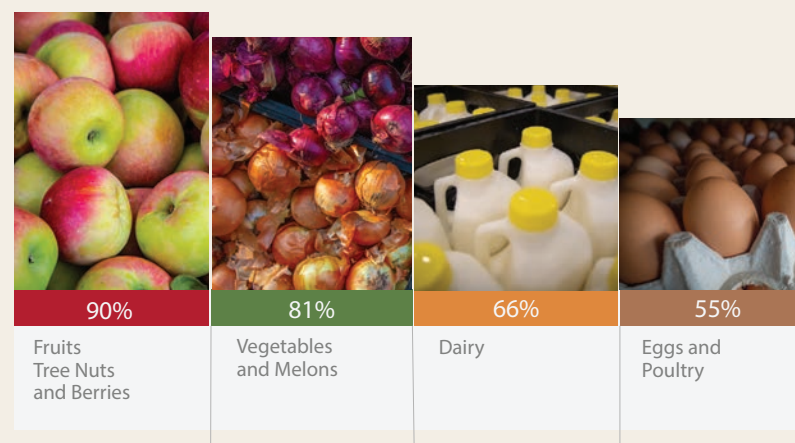 90%
81%
66%
55%
Fruits
Tree Nuts
and Berries
Vegetables
and Melons
Dairy
Eggs and
Poultry